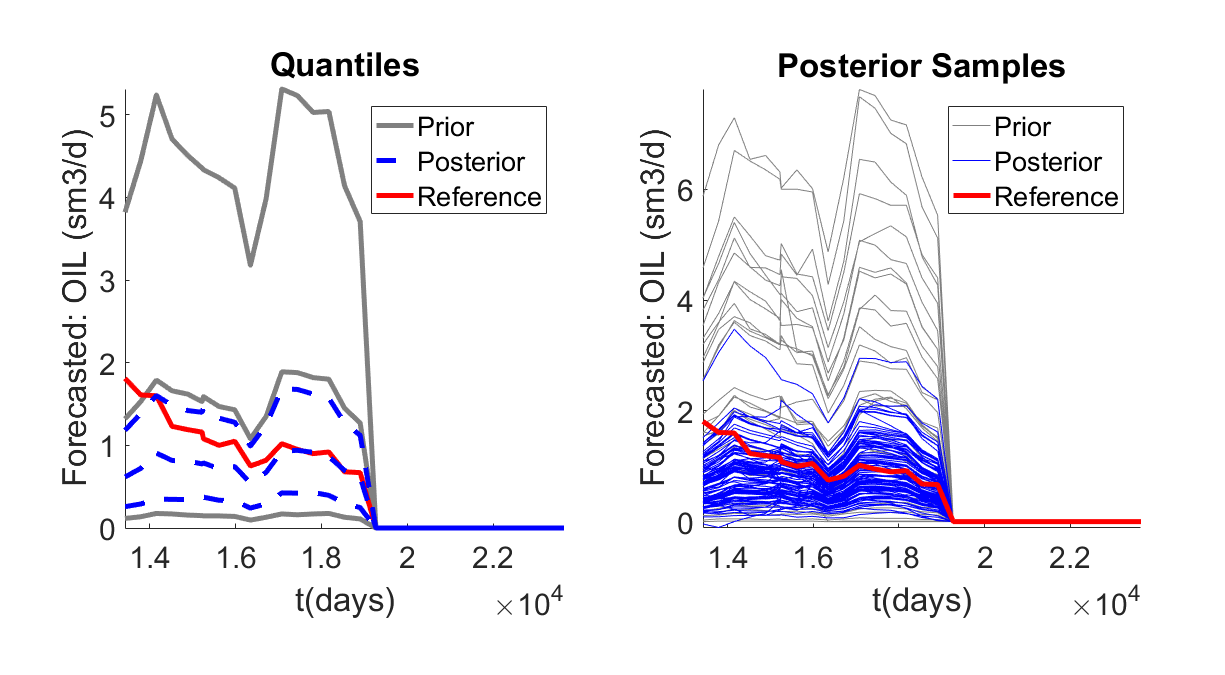 Quantiles
Prior
Posterior
Reference
Forecasted: OIL (sm3/d)
5
4
3
2
1
0
1.4 1.6 1.8 2 2.2
t(days)
×10^4
Posterior Samples
Prior
Posterior
Reference
Forecasted: OIL (sm3/d)
6
4
2
0
1.4 1.6 1.8 2 2.2
t(days)
×10^4